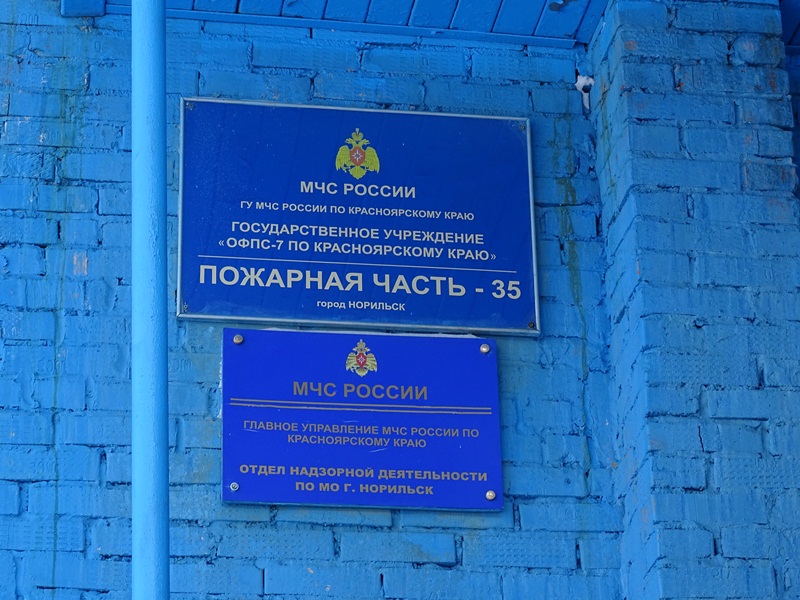 МЧС РОССИИ
ГУ МЧС РОССИИ ПО КРАСНОЯРСКОМУ КРАЮ
ГОСУДАРСТВЕННОЕ УЧРЕЖДЕНИЕ
«ОФПС-7 ПО КРАСНОЯРСКОМУ КРАЮ»
ПОЖАРНАЯ ЧАСТЬ - 35
город НОРИЛЬСК
МЧС РОССИИ
ГЛАВНОЕ УПРАВЛЕНИЕ МЧС РОССИИ ПО
КРАСНОЯРСКОМУ КРАЮ
ОТДЕЛ НАДЗОРНОЙ ДЕЯТЕЛЬНОСТИ
ПО МО Г. НОРИЛЬСК